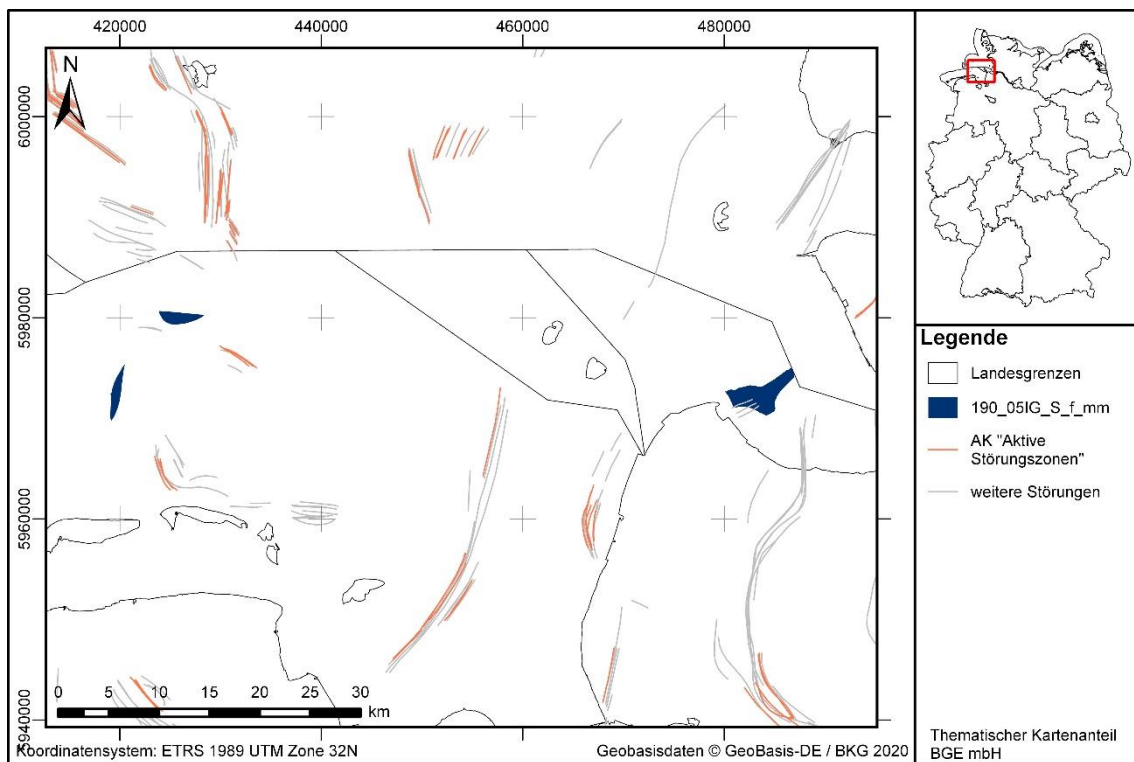 420000 440000 460000 480000
N
6000000
5980000
5960000
5940000
0 5 10 15 20 25 30
km
Koordinatensystem: ETRS 1989 UTM Zone 32N
Geobasisdaten © GeoBasis-DE / BKG 2020
Legende
Landesgrenzen
190_05IG_S_f_mm
AK "Aktive
Störungszonen"
weitere Störungen
Thematischer Kartenanteil
BGE mbH